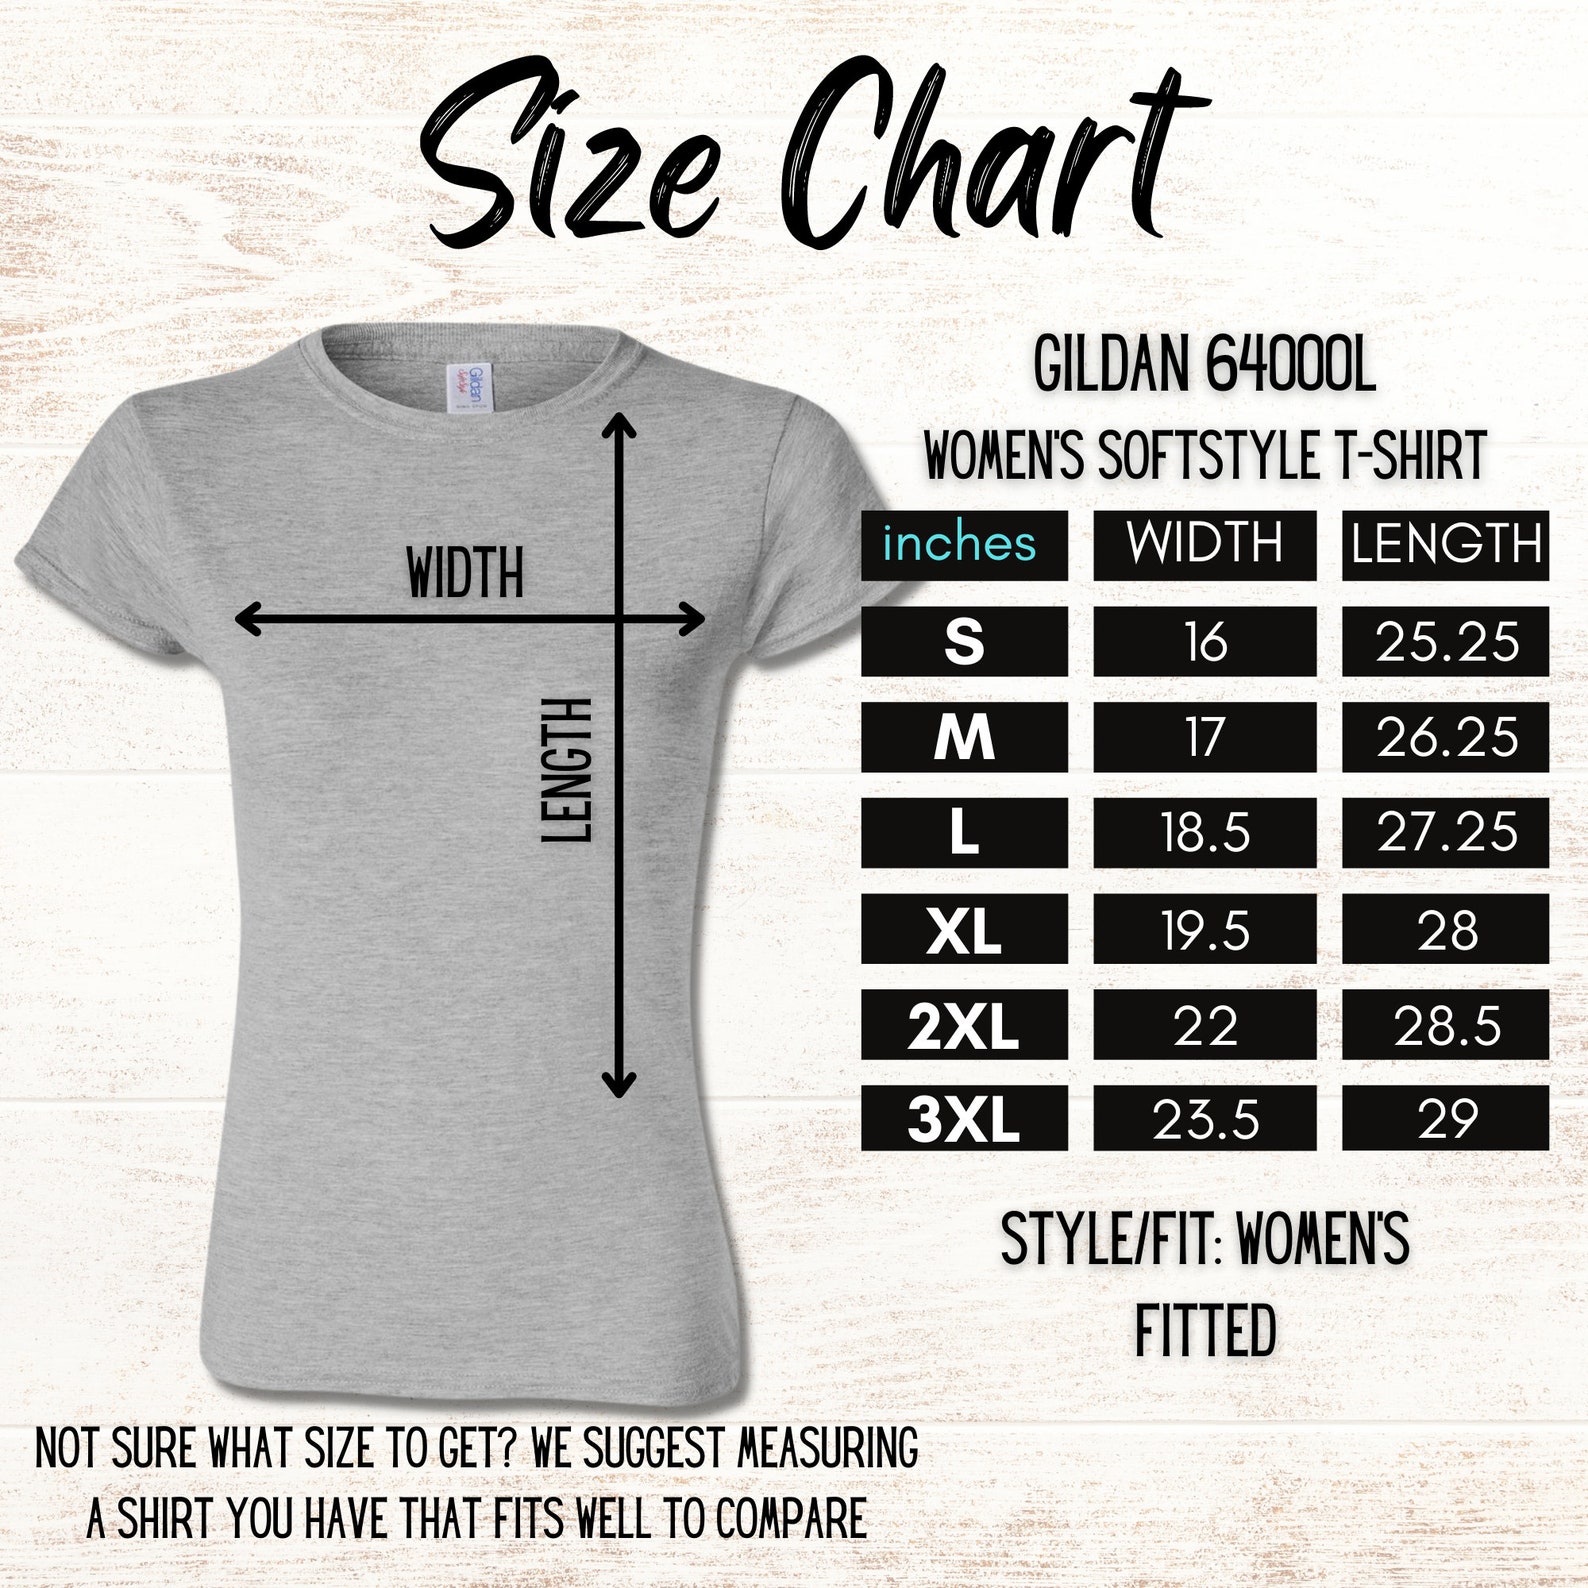 Size Chart
GILDAN 64000L
WOMEN'S SOFTSTYLE T-SHIRT
Gildan
WIDTH
LENGTH
inches WIDTH LENGTH
S 16 25.25
M 17 26.25
L 18.5 27.25
XL 19.5 28
2XL 22 28.5
3XL 23.5 29
STYLE/FIT: WOMEN'S
FITTED
NOT SURE WHAT SIZE TO GET? WE SUGGEST MEASURING
A SHIRT YOU HAVE THAT FITS WELL TO COMPARE